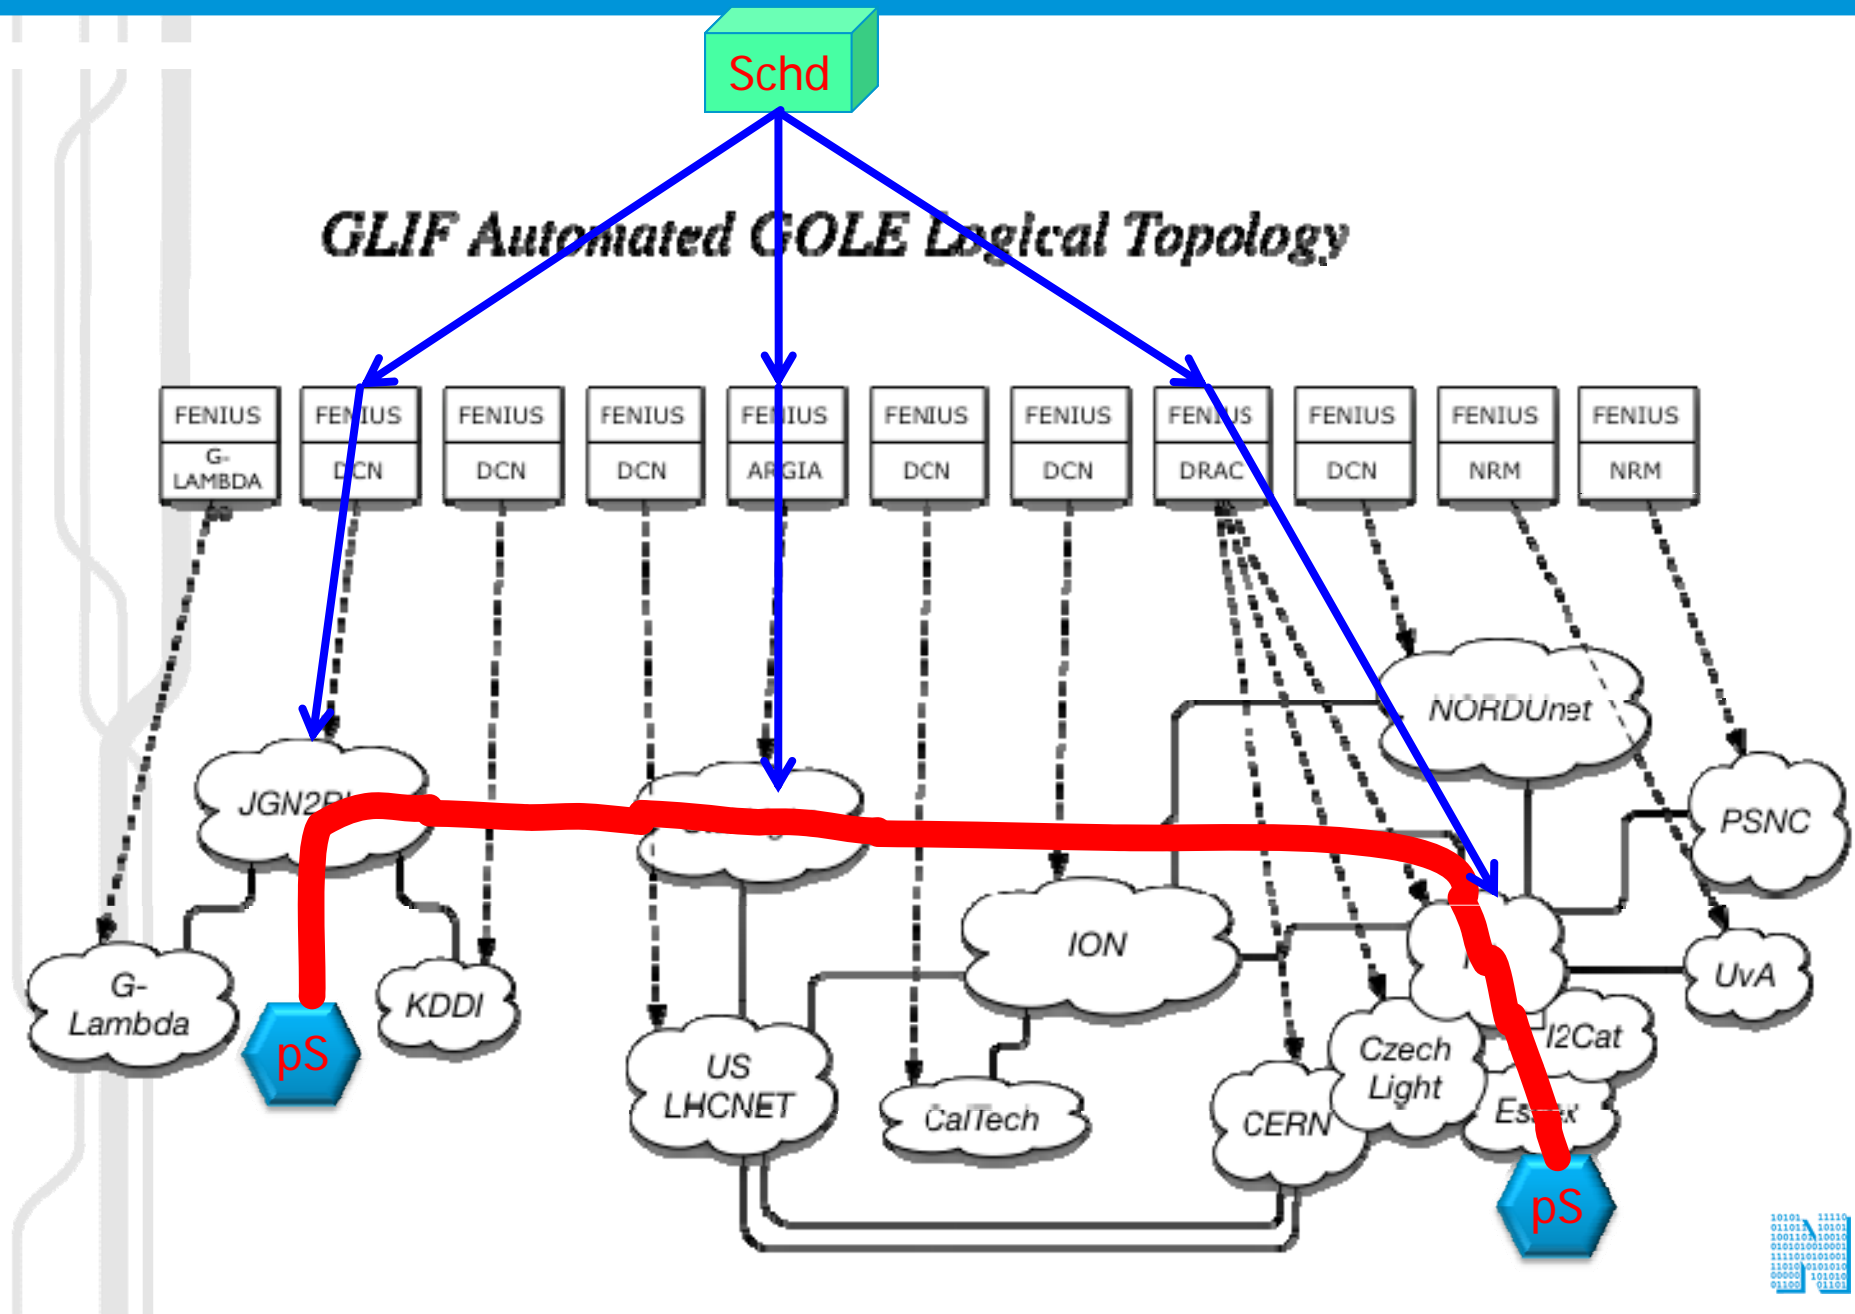 Schd
GLIF Automated GOLE Logical Topology
FENIUS FENIUS FENIUS FENIUS FENIUS FENIUS FENIUS FENIUS FENIUS FENIUS FENIUS
G-LAMBDA DCN DCN DCN ARGIA DCN DCN DRAC DCN NRM NRM
NORDUnet
PSNC
ION
UvA
G-
Lambda
KDDI
I2Cat
pS
US
LHCNET
Czech
Light
CalTech
CERN
pS